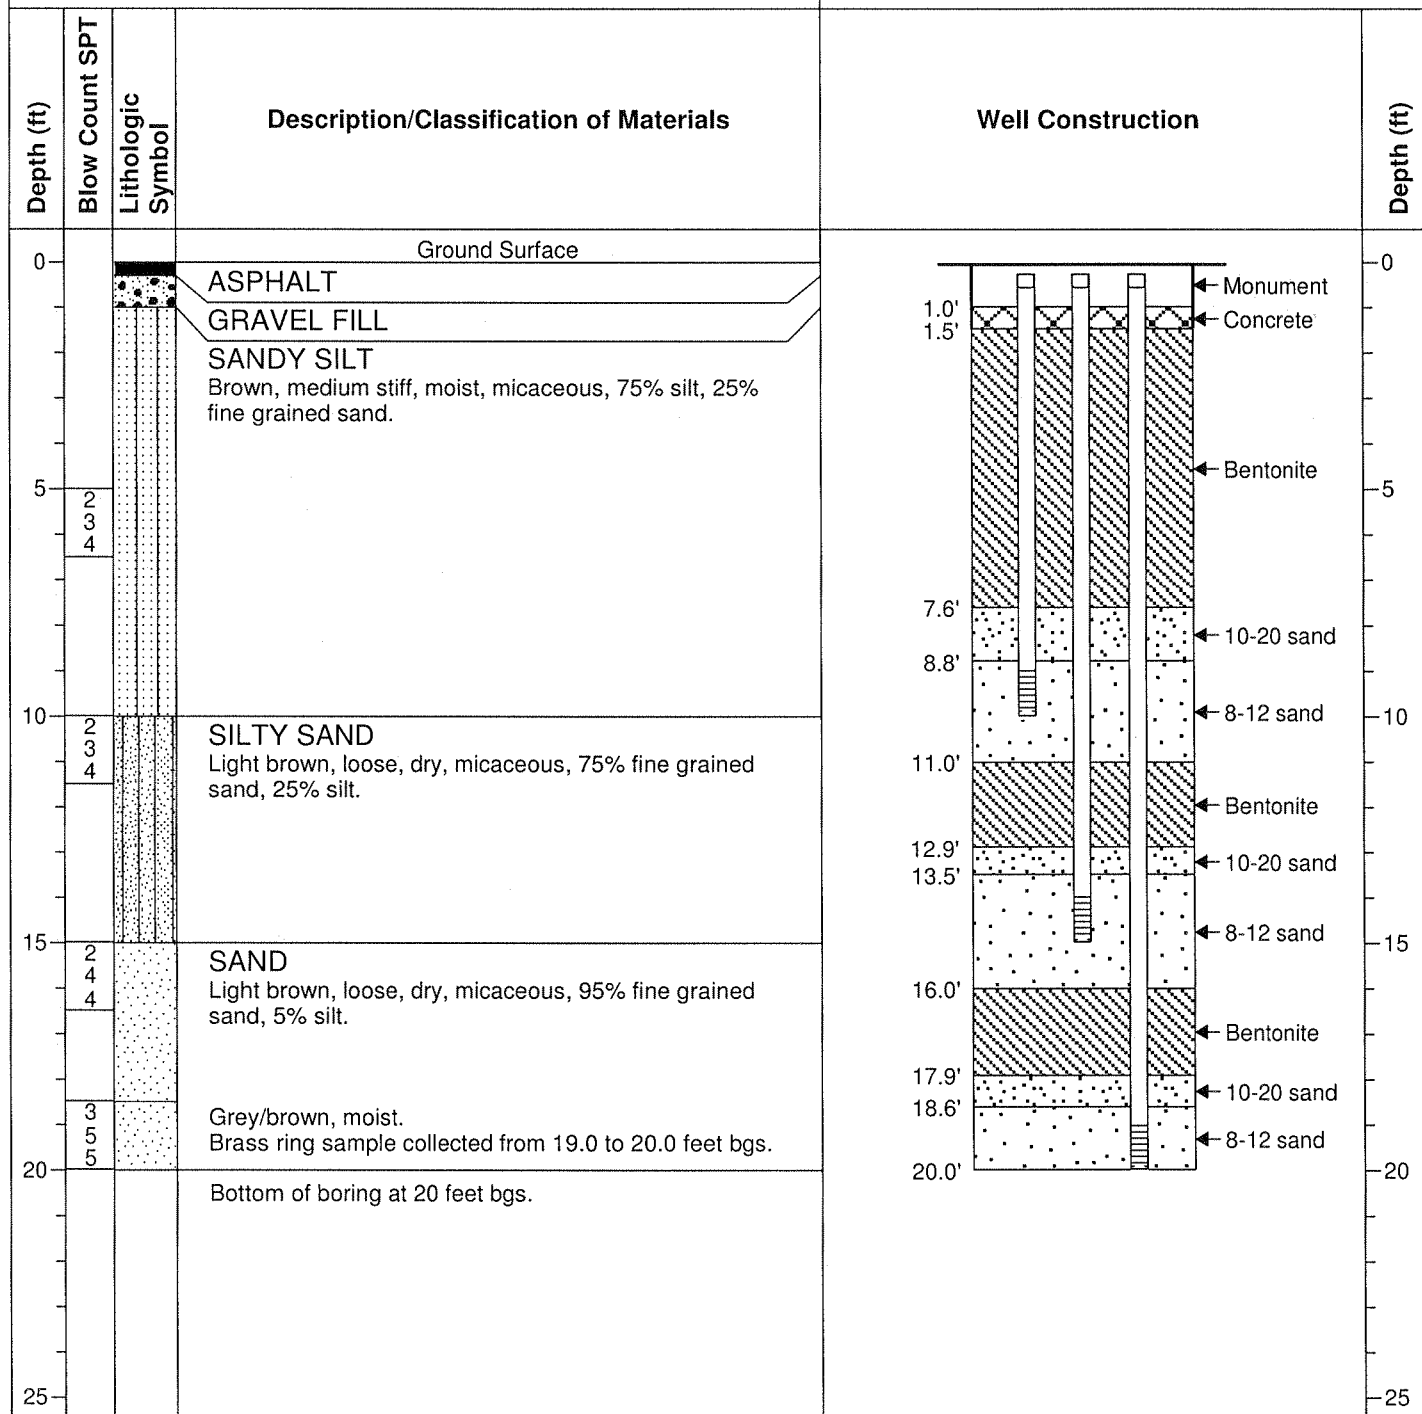 Depth (ft)
Blow Count SPT
Lithologic
Symbol
Description/Classification of Materials
Well Construction
Depth (ft)
Ground Surface
0
ASPHALT
GRAVEL FILL
SANDY SILT
Brown, medium stiff, moist, micaceous, 75% silt, 25%
fine grained sand.
5
2
3
4
10
2
3
4
SILTY SAND
Light brown, loose, dry, micaceous, 75% fine grained
sand, 25% silt.
15
2
4
4
SAND
Light brown, loose, dry, micaceous, 95% fine grained
sand, 5% silt.
3
5
5
Grey/brown, moist.
Brass ring sample collected from 19.0 to 20.0 feet bgs.
20
Bottom of boring at 20 feet bgs.
25
1.0'
1.5'
7.6'
8.8'
11.0'
12.9'
13.5'
16.0'
17.9'
18.6'
20.0'
Monument
Concrete
Bentonite
10-20 sand
8-12 sand
Bentonite
10-20 sand
8-12 sand
Bentonite
10-20 sand
8-12 sand
0
5
10
15
20
25